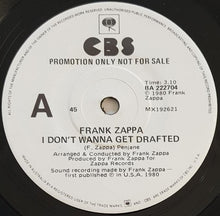 CBS
PROMOTION ONLY NOT FOR SALE
Time: 3.10
BA 222704
℗ 1980 Frank
Zappa
A
45
MX192621
FRANK ZAPPA
I DON'T WANNA GET DRAFTED
(F. Zappa) Penjane
Arranged & Conducted by Frank Zappa
Produced by Frank Zappa for
Zappa Records
Sound recording made by Frank Zappa
first published ℗ in U.S.A. 1980